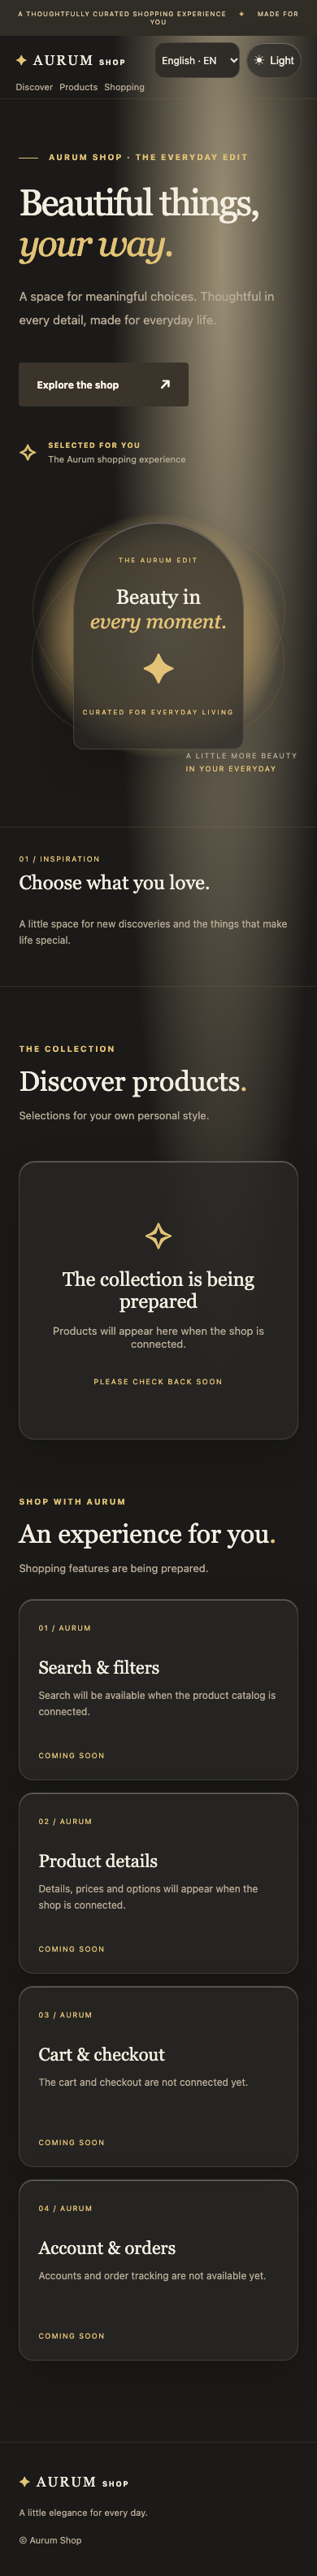 A THOUGHTFULLY CURATED SHOPPING EXPERIENCE ✦ MADE FOR
YOU
AURUM SHOP
English · EN
Light
Discover Products Shopping
AURUM SHOP · THE EVERYDAY EDIT
Beautiful things,
your way.
A space for meaningful choices. Thoughtful in
every detail, made for everyday life.
Explore the shop
SELECTED FOR YOU
The Aurum shopping experience
THE AURUM EDIT
Beauty in
every moment.
CURATED FOR EVERYDAY LIVING
A LITTLE MORE BEAUTY
IN YOUR EVERYDAY
01 / INSPIRATION
Choose what you love.
A little space for new discoveries and the things that make
life special.
THE COLLECTION
Discover products.
Selections for your own personal style.
The collection is being
prepared
Products will appear here when the shop is
connected.
PLEASE CHECK BACK SOON
SHOP WITH AURUM
An experience for you.
Shopping features are being prepared.
01 / AURUM
Search & filters
Search will be available when the product catalog is
connected.
COMING SOON
02 / AURUM
Product details
Details, prices and options will appear when the
shop is connected.
COMING SOON
03 / AURUM
Cart & checkout
The cart and checkout are not connected yet.
COMING SOON
04 / AURUM
Account & orders
Accounts and order tracking are not available yet.
COMING SOON
AURUM SHOP
A little elegance for every day.
© Aurum Shop